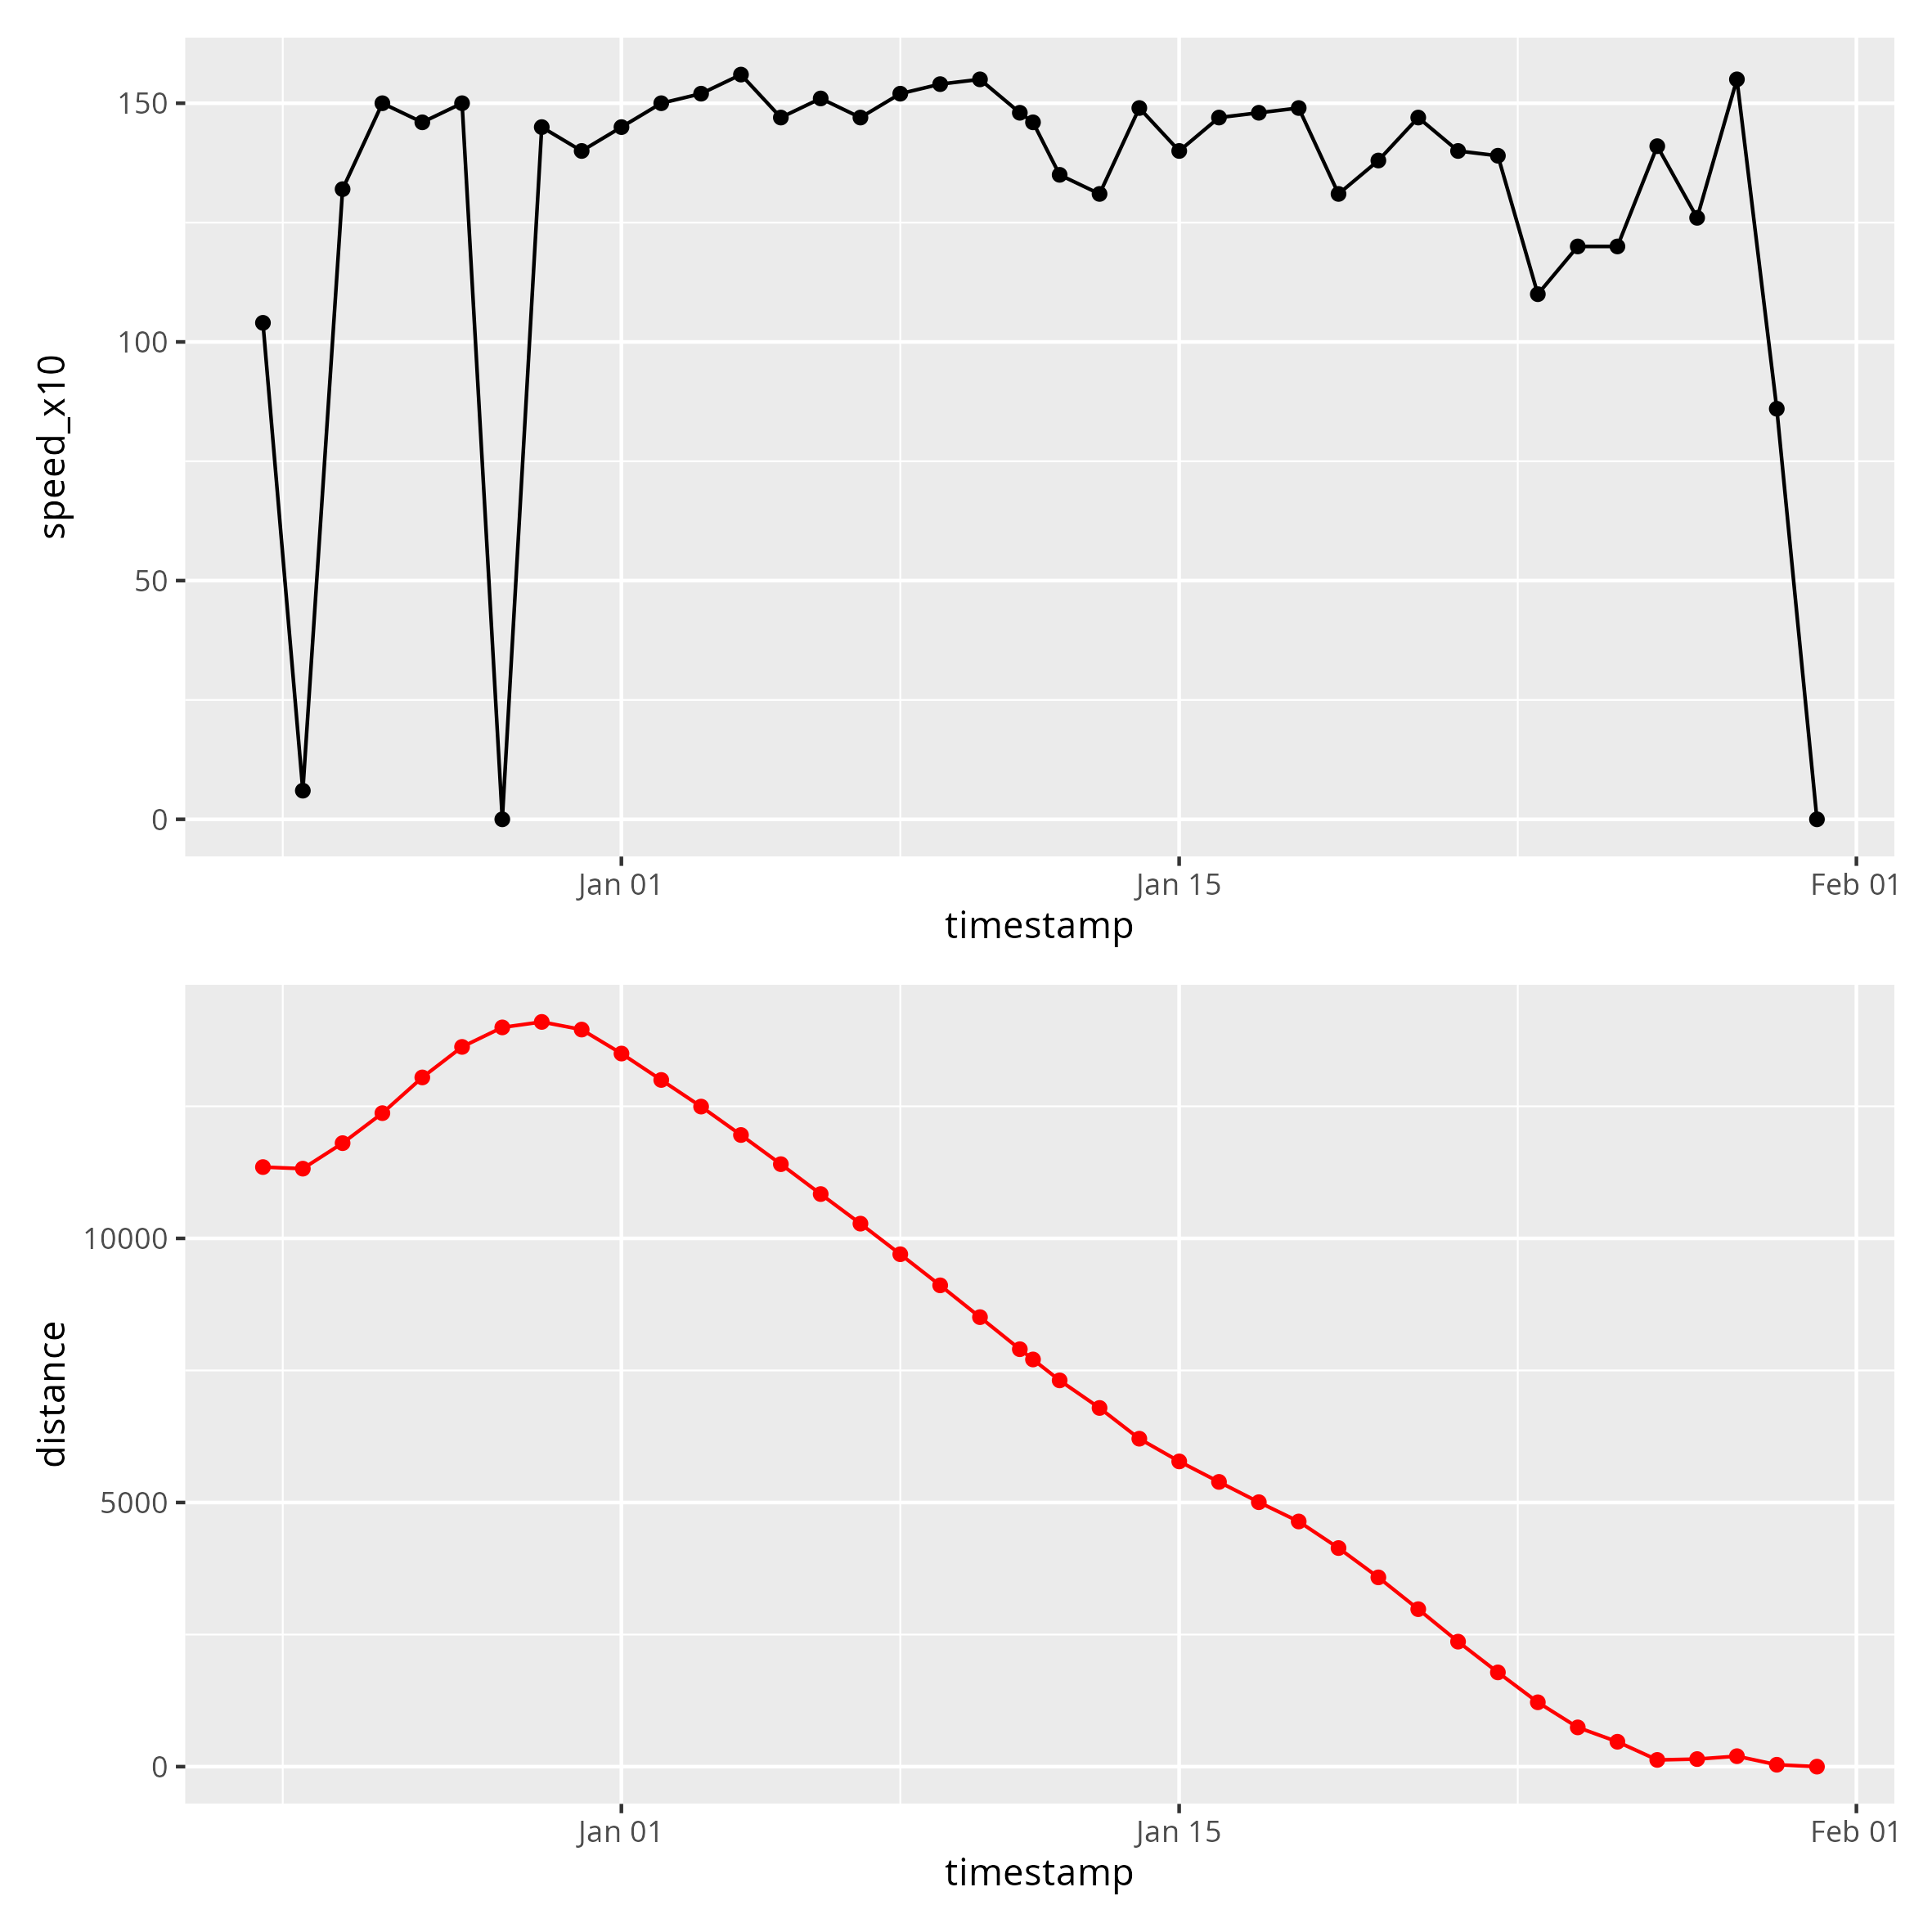 150
100
50
0
speed_x10
Jan 01 Jan 15 Feb 01
timestamp
10000
5000
0
distance
Jan 01 Jan 15 Feb 01
timestamp